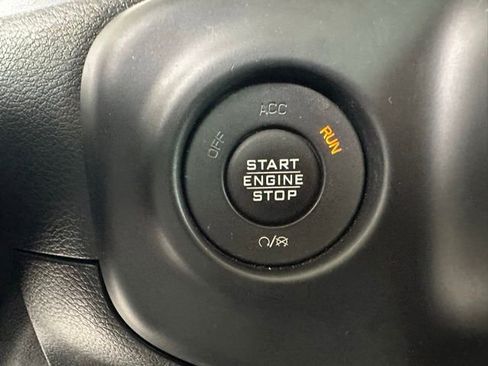 ACC
OFF
RUN
START
ENGINE
STOP